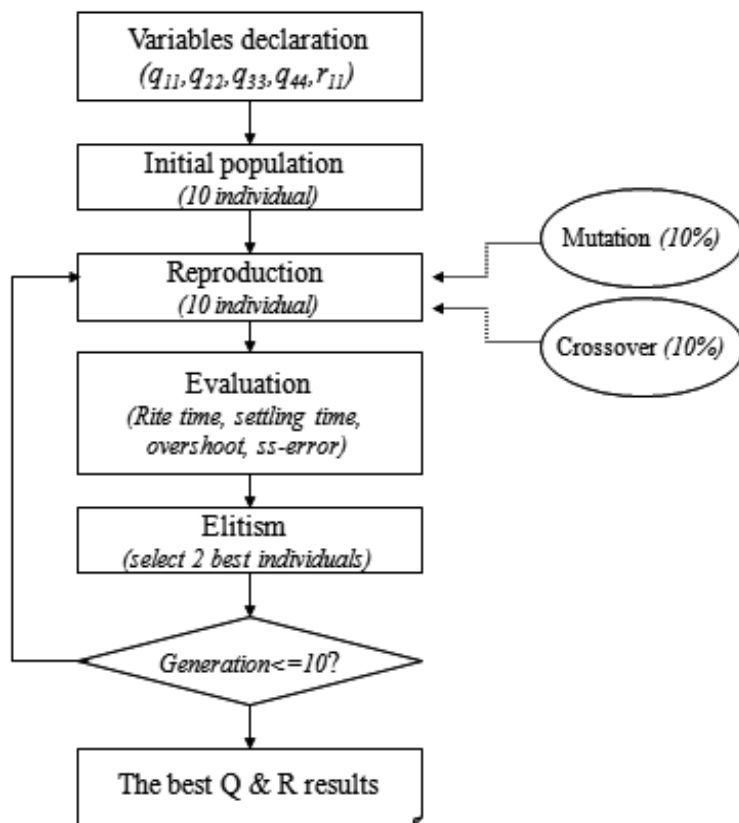 Variables declaration
(q11,q22,q33,q44,r11)
Initial population
(10 individual)
Mutation (10%)
Reproduction
(10 individual)
Crossover (10%)
Evaluation
(Rite time, settling time,
overshoot, ss-error)
Elitism
(select 2 best individuals)
Generation<=10?
The best Q & R results